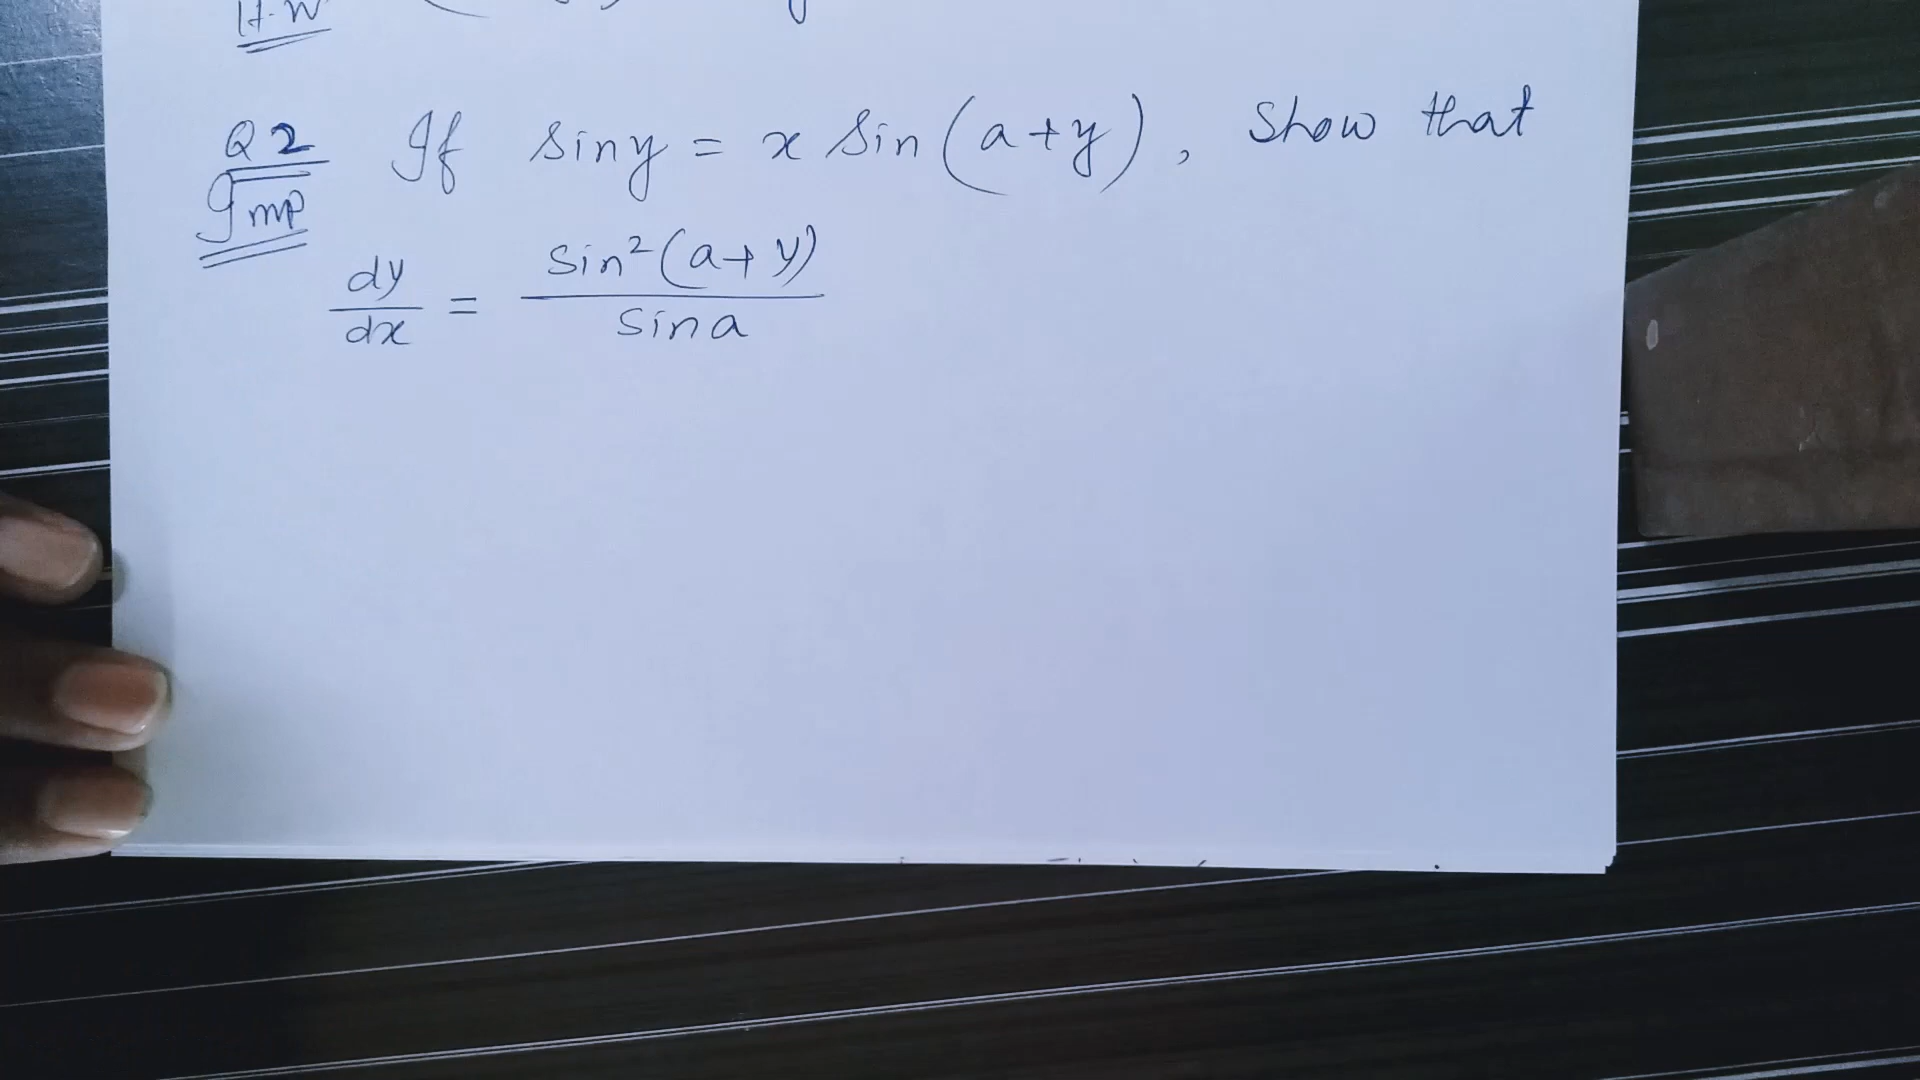 H.W
Q2 If sin y = x sin (a+y), show that
Imp
dy/dx = sin²(a+y)/sin a